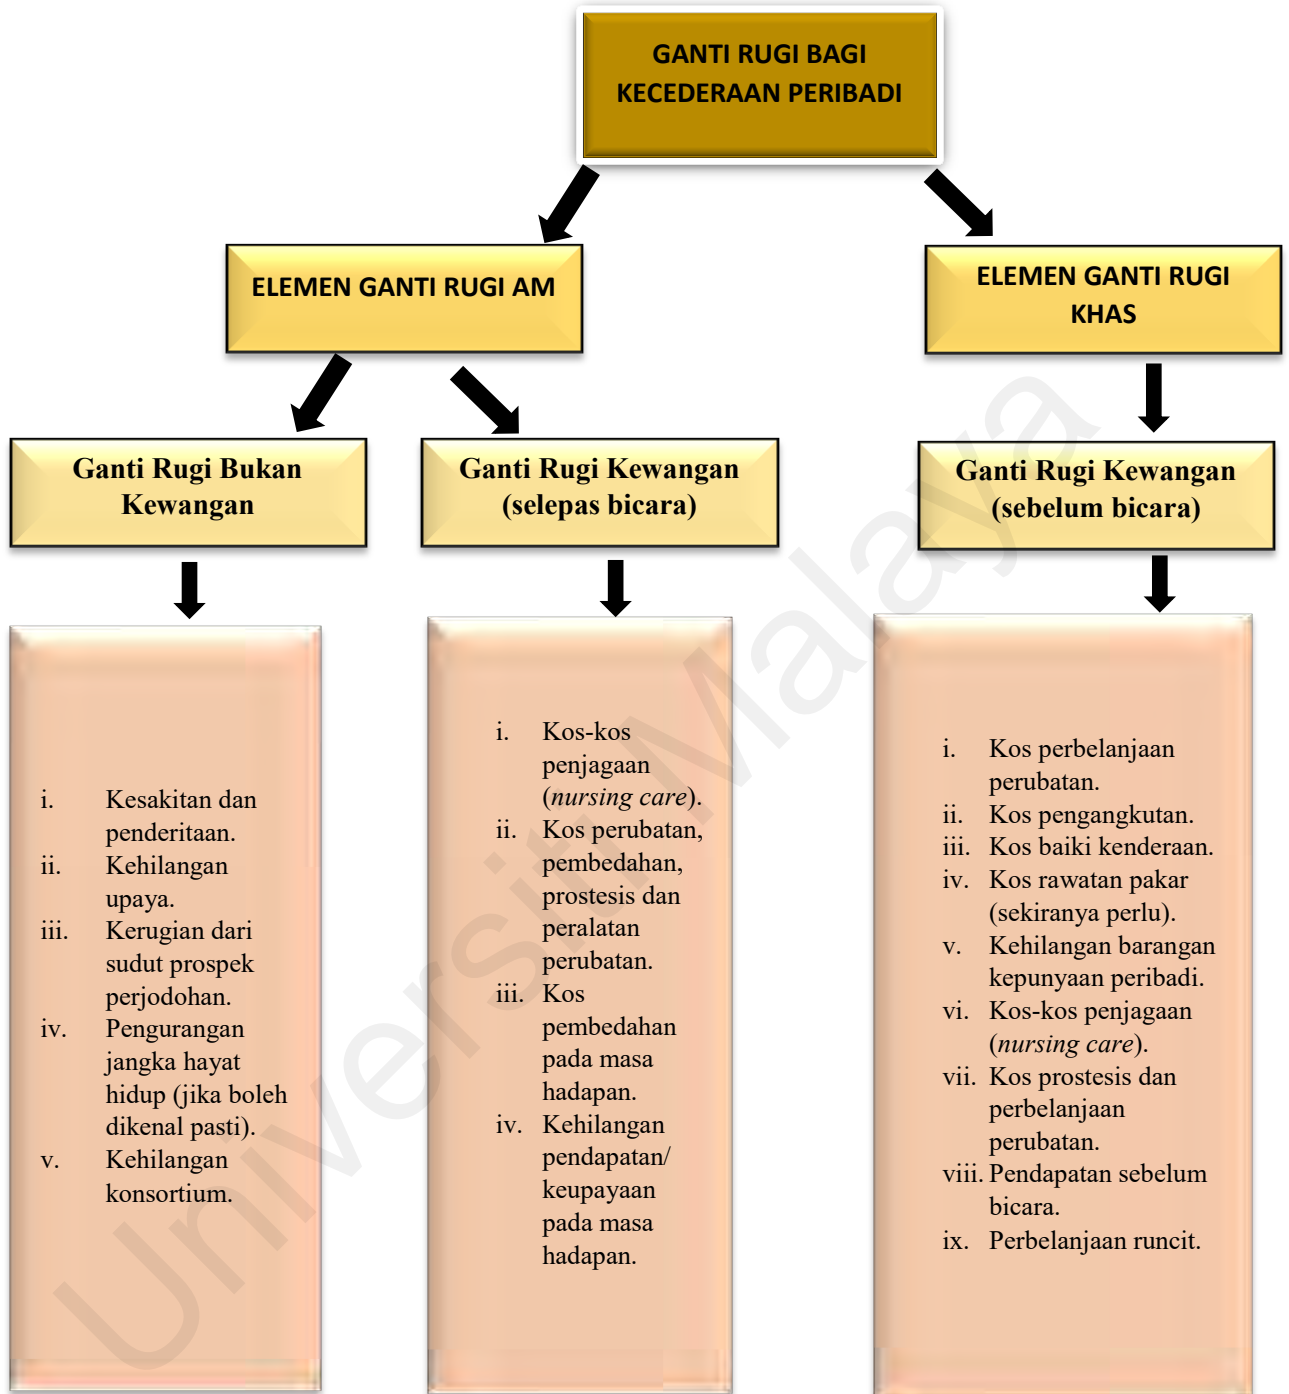 GANTI RUGI BAGI
KECEDERAAN PERIBADI
ELEMEN GANTI RUGI AM
ELEMEN GANTI RUGI
KHAS
Ganti Rugi Bukan
Kewangan
Ganti Rugi Kewangan
(selepas bicara)
Ganti Rugi Kewangan
(sebelum bicara)
i. Kesakitan dan
penderitaan.
ii. Kehilangan
upaya.
iii. Kerugian dari
sudut prospek
perjodohan.
iv. Pengurangan
jangka hayat
hidup (jika boleh
dikenal pasti).
v. Kehilangan
konsortium.
i. Kos-kos
penjagaan
(nursing care).
ii. Kos perubatan,
pembedahan,
prostesis dan
peralatan
perubatan.
iii. Kos
pembedahan
pada masa
hadapan.
iv. Kehilangan
pendapatan/
keupayaan
pada masa
hadapan.
i. Kos perbelanjaan
perubatan.
ii. Kos pengangkutan.
iii. Kos baiki kenderaan.
iv. Kos rawatan pakar
(sekiranya perlu).
v. Kehilangan barangan
kepunyaan peribadi.
vi. Kos-kos penjagaan
(nursing care).
vii. Kos prostesis dan
perbelanjaan
perubatan.
viii. Pendapatan sebelum
bicara.
ix. Perbelanjaan runcit.
Universiti Malaya